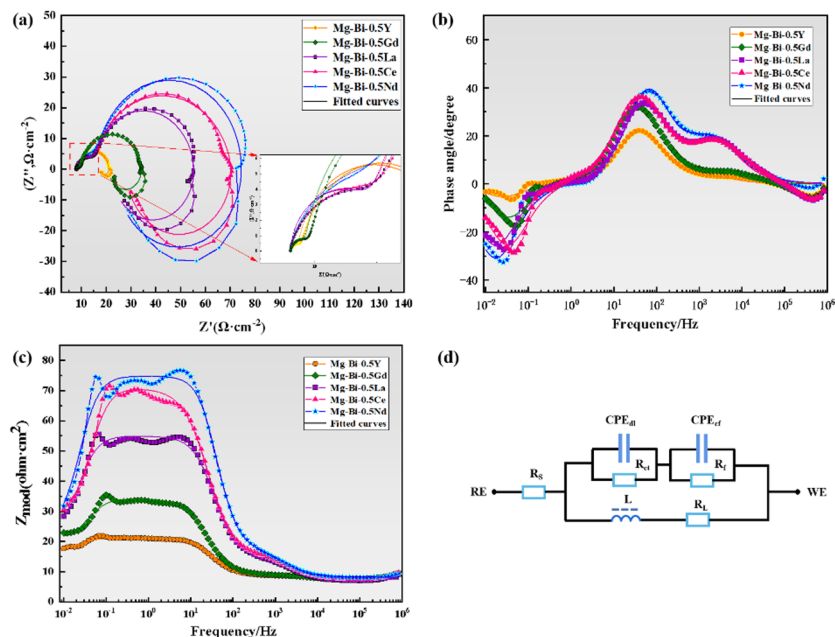 (a)
50
40
30
20
10
0
-10
-20
-30
-40
(Z'',Ω·cm⁻²)
10 20 30 40 50 60 70 80 90 100 110 120 130 140
Z'(Ω·cm⁻²)
Mg-Bi-0.5Y
Mg-Bi-0.5Gd
Mg-Bi-0.5La
Mg-Bi-0.5Ce
Mg-Bi-0.5Nd
Fitted curves
(b)
80
60
40
20
0
-20
-40
-60
Phase angle/degree
10⁻² 10⁻¹ 10⁰ 10¹ 10² 10³ 10⁴ 10⁵ 10⁶
Frequency/Hz
Mg-Bi-0.5Y
Mg-Bi-0.5Gd
Mg-Bi-0.5La
Mg-Bi-0.5Ce
Mg Bi 0.5Nd
Fitted curves
(c)
80
70
60
50
40
30
20
10
0
Zmod(ohm·cm²)
10⁻² 10⁻¹ 10⁰ 10¹ 10² 10³ 10⁴ 10⁵ 10⁶
Frequency/Hz
Mg-Bi-0.5Y
Mg-Bi-0.5Gd
Mg-Bi-0.5La
Mg-Bi-0.5Ce
Mg-Bi-0.5Nd
Fitted curves
(d)
CPEdl CPEcf
RS Rct Rf
RE WE
L RL